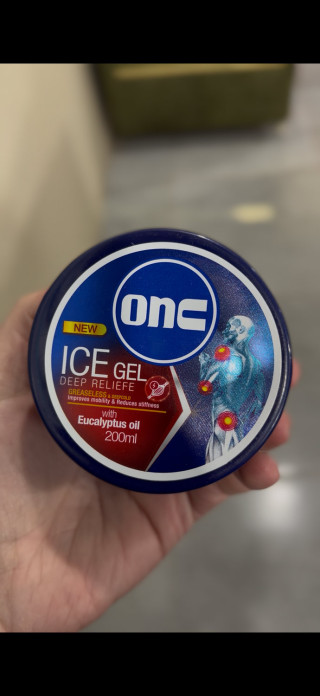 onc
NEW
ICE GEL
DEEP RELIEFE
GREASELESS
Improves mobility & Reduces stiffness
with
Eucalyptus oil
200ml